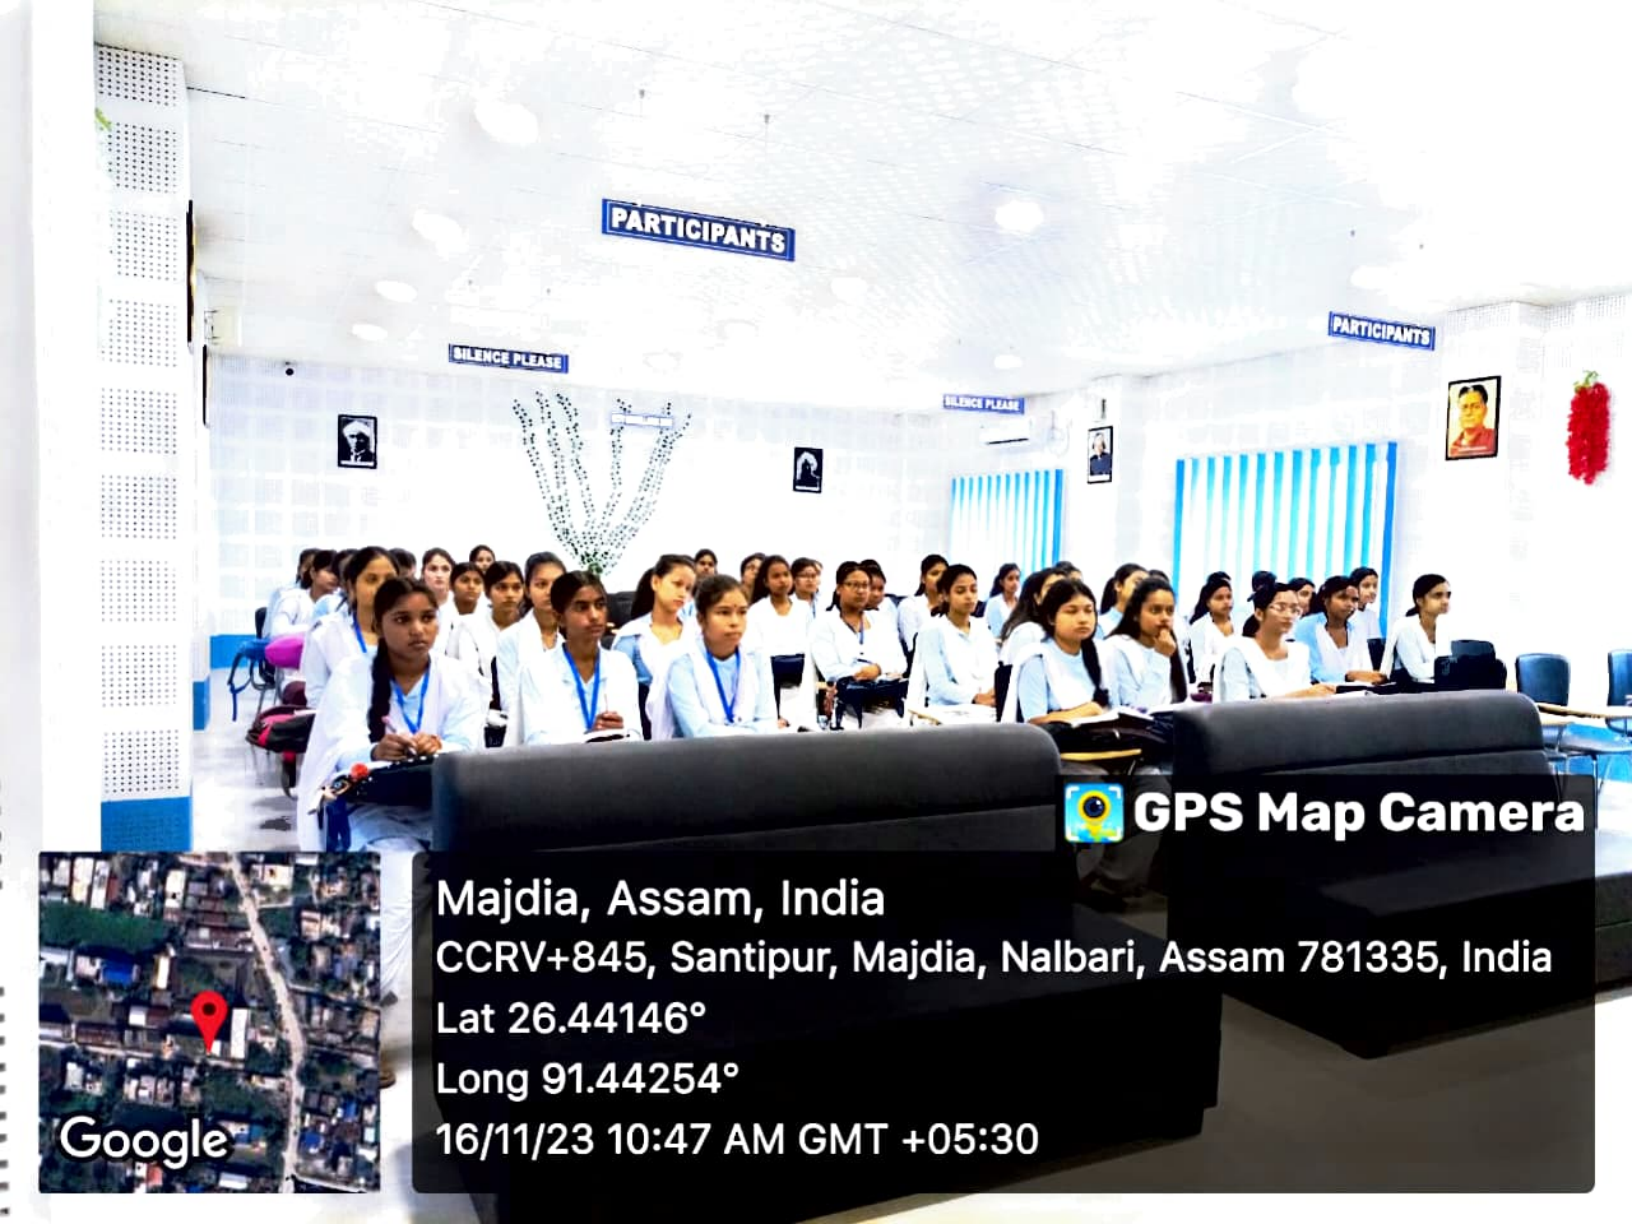 PARTICIPANTS
PARTICIPANTS
SILENCE PLEASE
SILENCE PLEASE
GPS Map Camera
Majdia, Assam, India
CCRV+845, Santipur, Majdia, Nalbari, Assam 781335, India
Lat 26.44146°
Long 91.44254°
16/11/23 10:47 AM GMT +05:30
Google